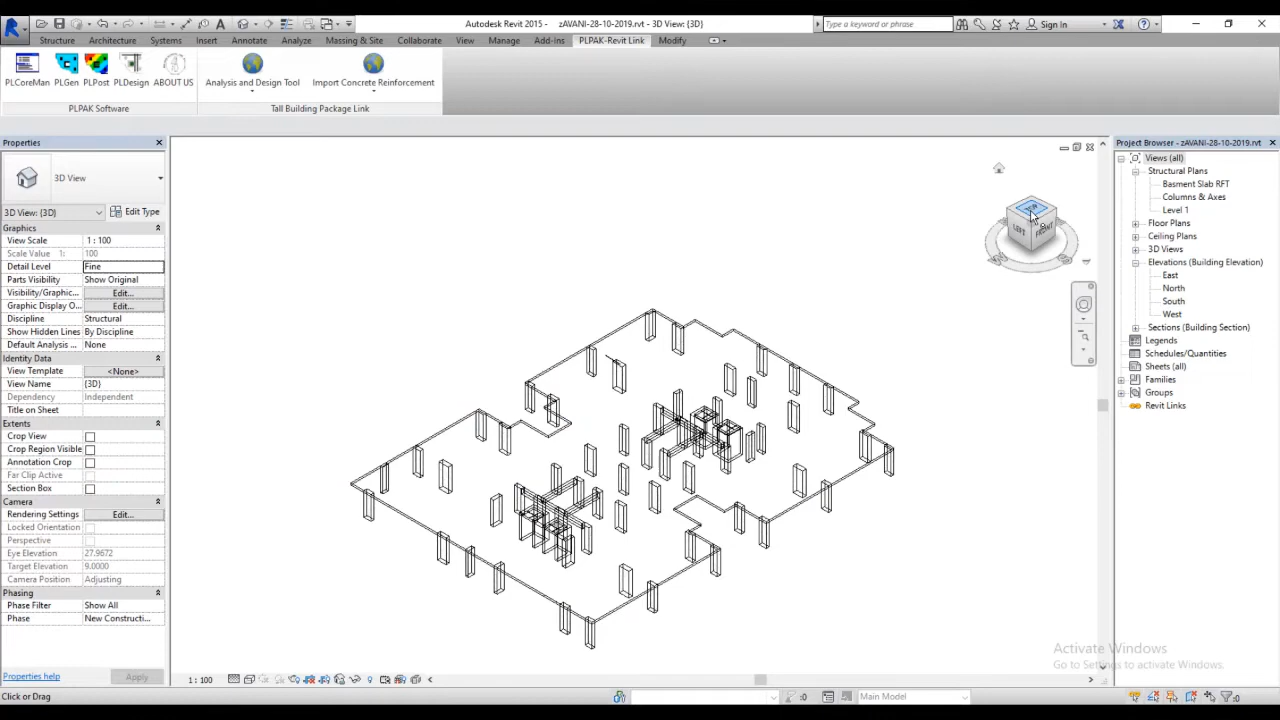 Autodesk Revit 2015 - zAVANI-28-10-2019.rvt - 3D View: {3D}
Type a keyword or phrase
Sign In
Structure Architecture Systems Insert Annotate Analyze Massing & Site Collaborate View Manage Add-Ins PLPAK-Revit Link Modify
PLCoreMan PLGen PLPost PLDesign ABOUT US Analysis and Design Tool Import Concrete Reinforcement
PLPAK Software Tall Building Package Link
Properties
3D View
3D View: {3D} Edit Type
Graphics
View Scale 1 : 100
Scale Value 1: 100
Detail Level Fine
Parts Visibility Show Original
Visibility/Graphic... Edit...
Graphic Display O... Edit...
Discipline Structural
Show Hidden Lines By Discipline
Default Analysis ... None
Identity Data
View Template <None>
View Name {3D}
Dependency Independent
Title on Sheet
Extents
Crop View
Crop Region Visible
Annotation Crop
Far Clip Active
Section Box
Camera
Rendering Settings Edit...
Locked Orientation
Perspective
Eye Elevation 27.9672
Target Elevation 9.0000
Camera Position Adjusting
Phasing
Phase Filter Show All
Phase New Constructi...
Properties help Apply
TOP
LEFT FRONT
Project Browser - zAVANI-28-10-2019.rvt
Views (all)
Structural Plans
Basment Slab RFT
Columns & Axes
Level 1
Floor Plans
Ceiling Plans
3D Views
Elevations (Building Elevation)
East
North
South
West
Sections (Building Section)
Legends
Schedules/Quantities
Sheets (all)
Families
Groups
Revit Links
Activate Windows
Go to Settings to activate Windows.
1 : 100
Click or Drag
:0 Main Model :0